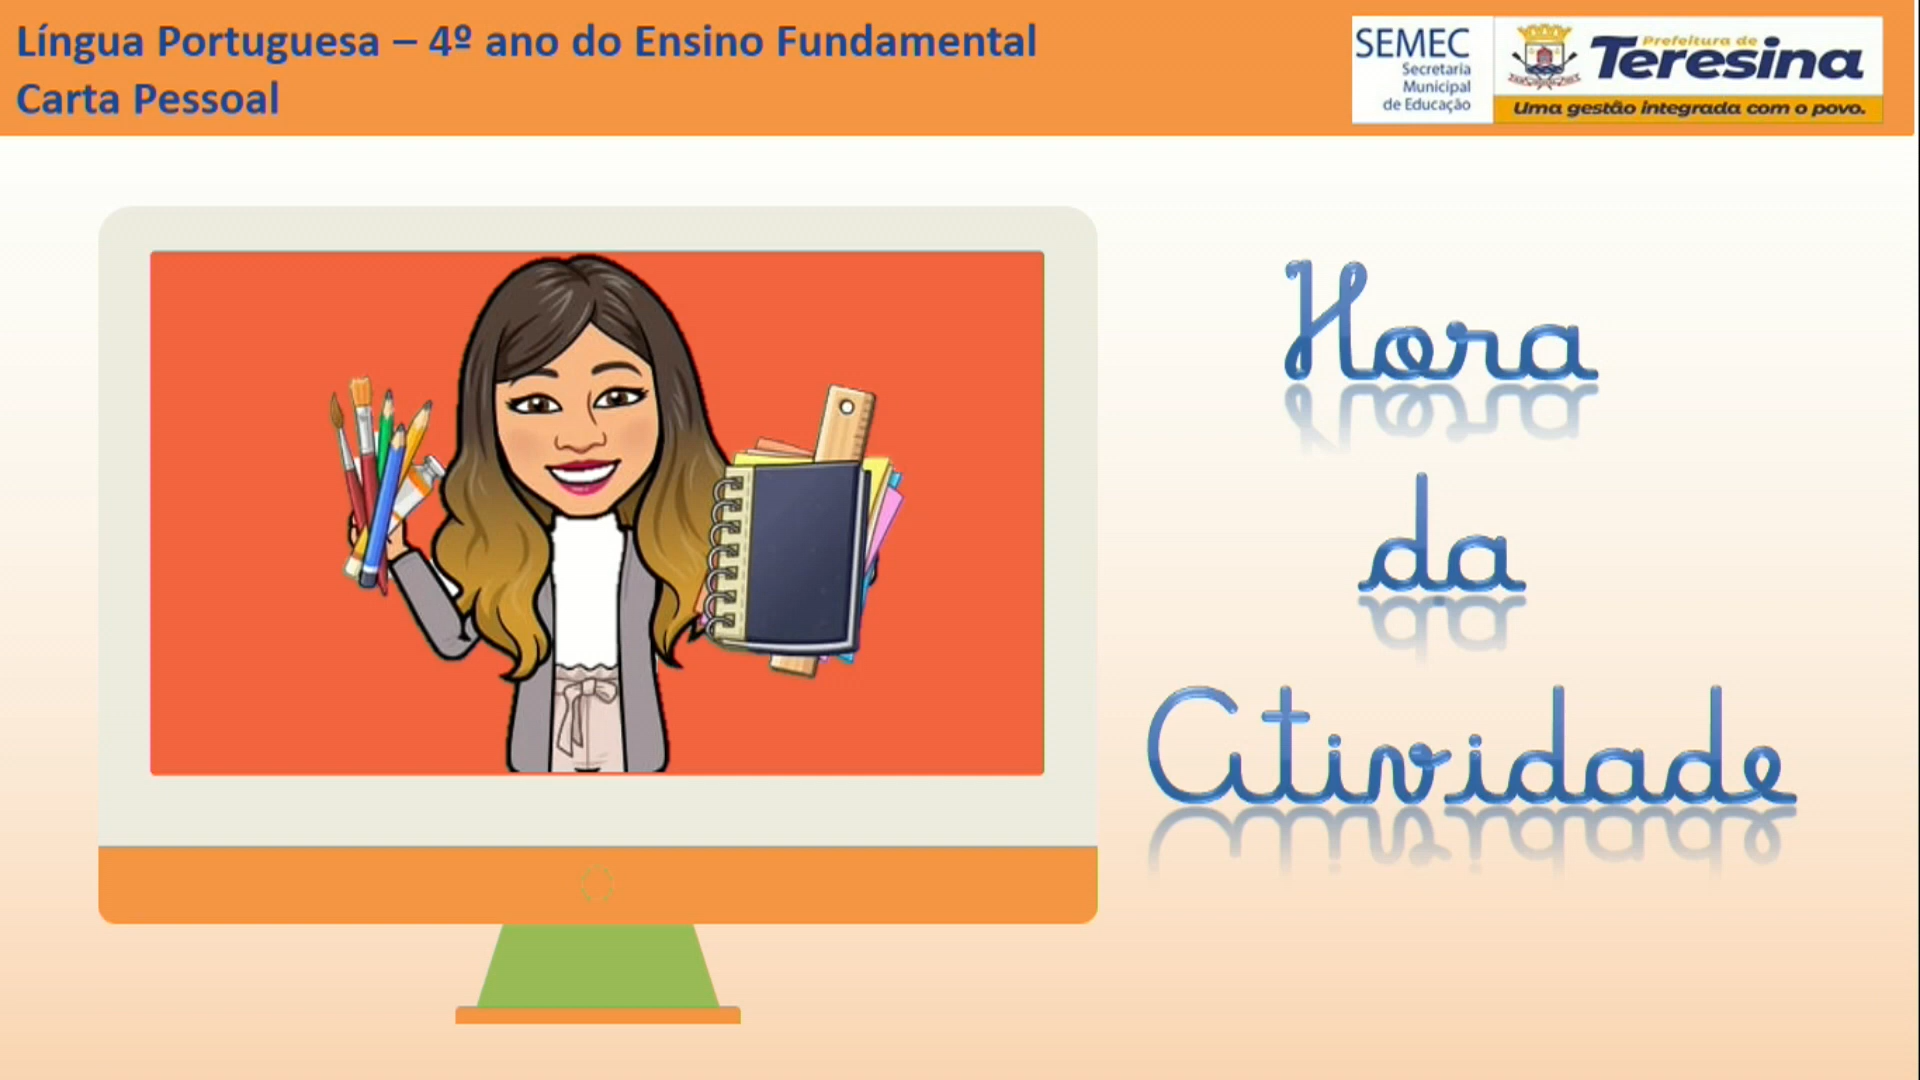 Língua Portuguesa – 4º ano do Ensino Fundamental
Carta Pessoal
SEMEC
Secretaria
Municipal
de Educação
Prefeitura de
Teresina
Uma gestão integrada com o povo.
Hora
da
Atividade